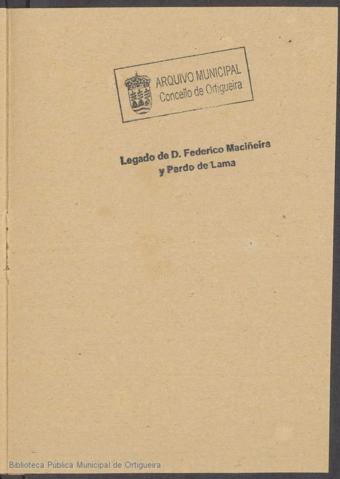 ARQUIVO MUNICIPAL
Concello de Ortigueira
Legado de D. Federico Maciñeira
y Pardo de Lama
Biblioteca Pública Municipal de Ortigueira